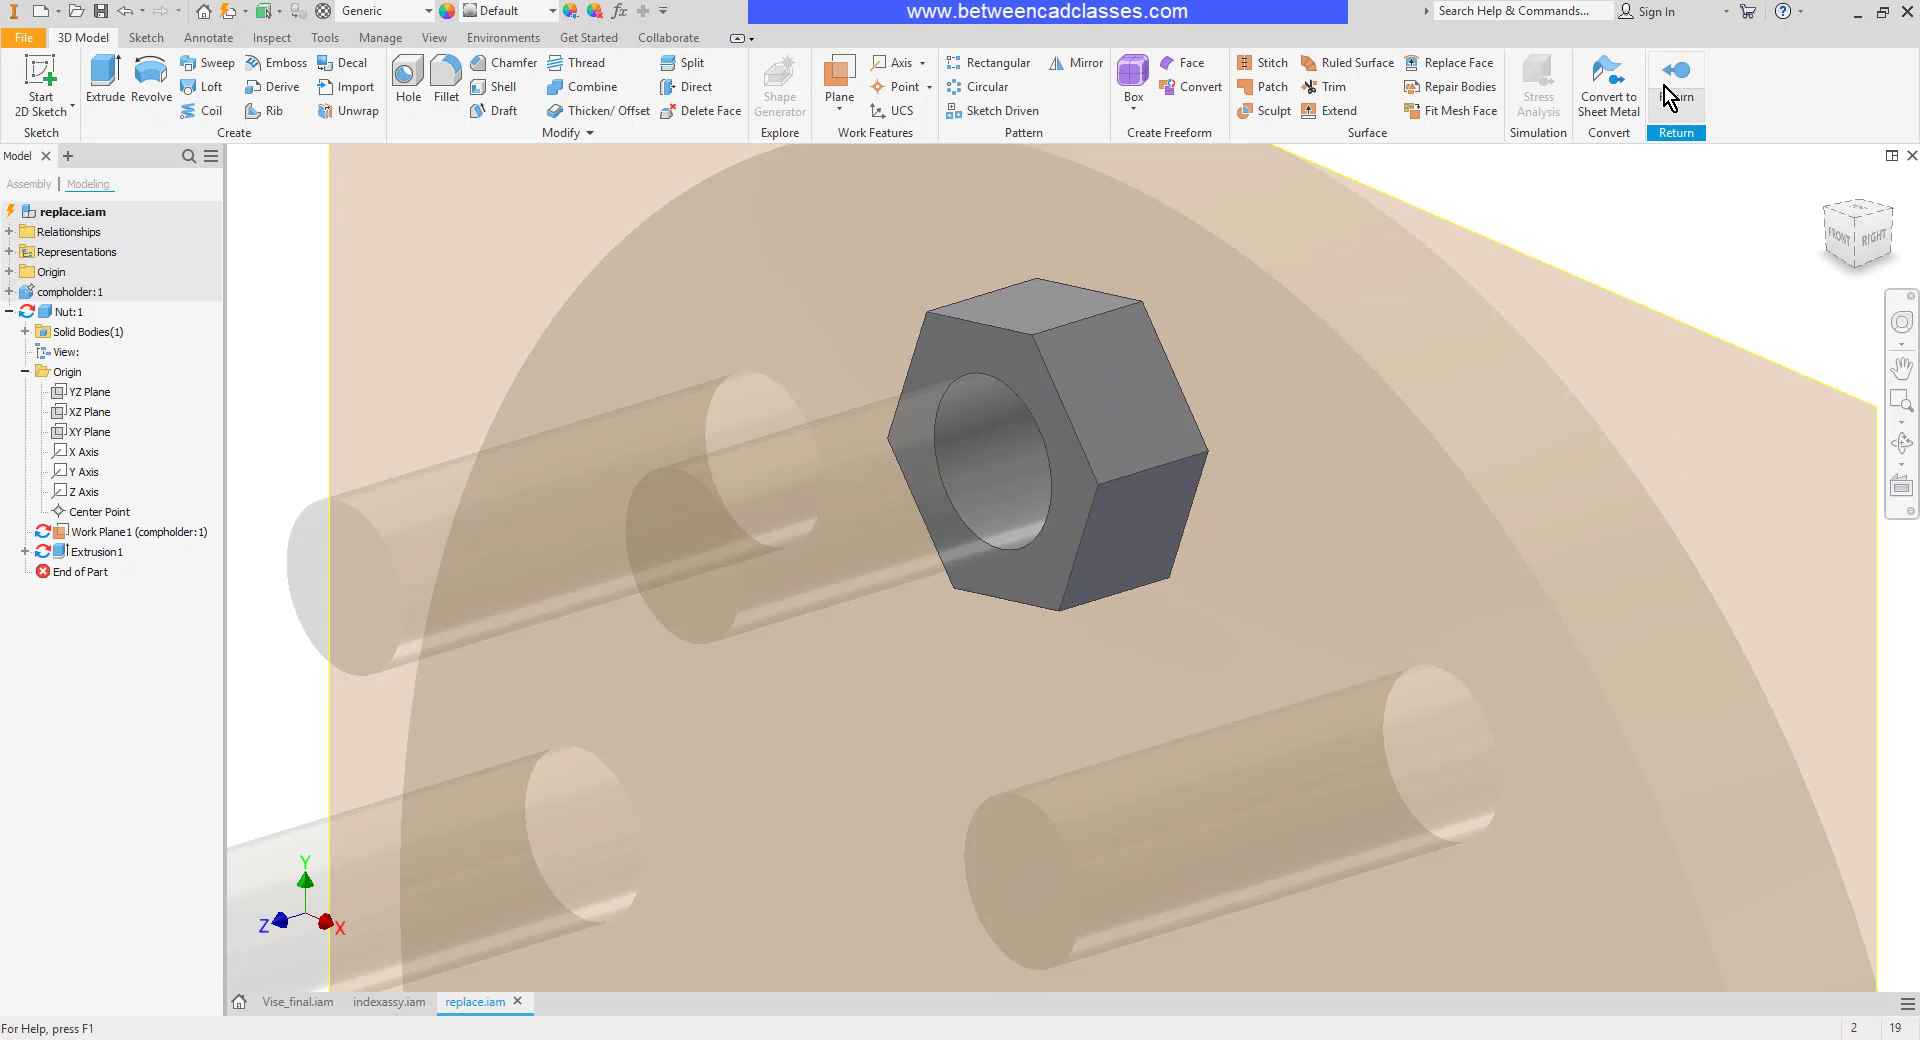 Generic
Default
fx
www.betweencadclasses.com
Search Help & Commands...
Sign In
File
3D Model
Sketch
Annotate
Inspect
Tools
Manage
View
Environments
Get Started
Collaborate
Start
2D Sketch
Sketch
Extrude
Revolve
Sweep
Emboss
Decal
Loft
Derive
Import
Coil
Rib
Unwrap
Create
Hole
Fillet
Chamfer
Thread
Split
Shell
Combine
Direct
Draft
Thicken/ Offset
Delete Face
Modify
Shape
Generator
Explore
Plane
Axis
Point
UCS
Work Features
Rectangular
Mirror
Circular
Sketch Driven
Pattern
Box
Face
Convert
Create Freeform
Stitch
Ruled Surface
Replace Face
Patch
Trim
Repair Bodies
Sculpt
Extend
Fit Mesh Face
Surface
Stress
Analysis
Simulation
Convert to
Sheet Metal
Convert
Return
Model
Assembly
Modeling
replace.iam
Relationships
Representations
Origin
compholder:1
Nut:1
Solid Bodies(1)
View:
Origin
YZ Plane
XZ Plane
XY Plane
X Axis
Y Axis
Z Axis
Center Point
Work Plane1 (compholder:1)
Extrusion1
End of Part
FRONT
RIGHT
Y
Z
X
Vise_final.iam
indexassy.iam
replace.iam
For Help, press F1
2
19